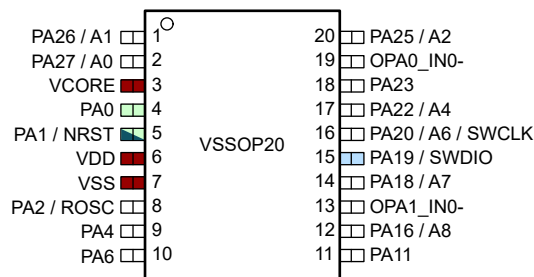 PA26 / A1 1 20 PA25 / A2
PA27 / A0 2 19 OPA0_IN0-
VCORE 3 18 PA23
PA0 4 17 PA22 / A4
PA1 / NRST 5 VSSOP20 16 PA20 / A6 / SWCLK
VDD 6 15 PA19 / SWDIO
VSS 7 14 PA18 / A7
PA2 / ROSC 8 13 OPA1_IN-
PA4 9 12 PA16 / A8
PA6 10 11 PA11